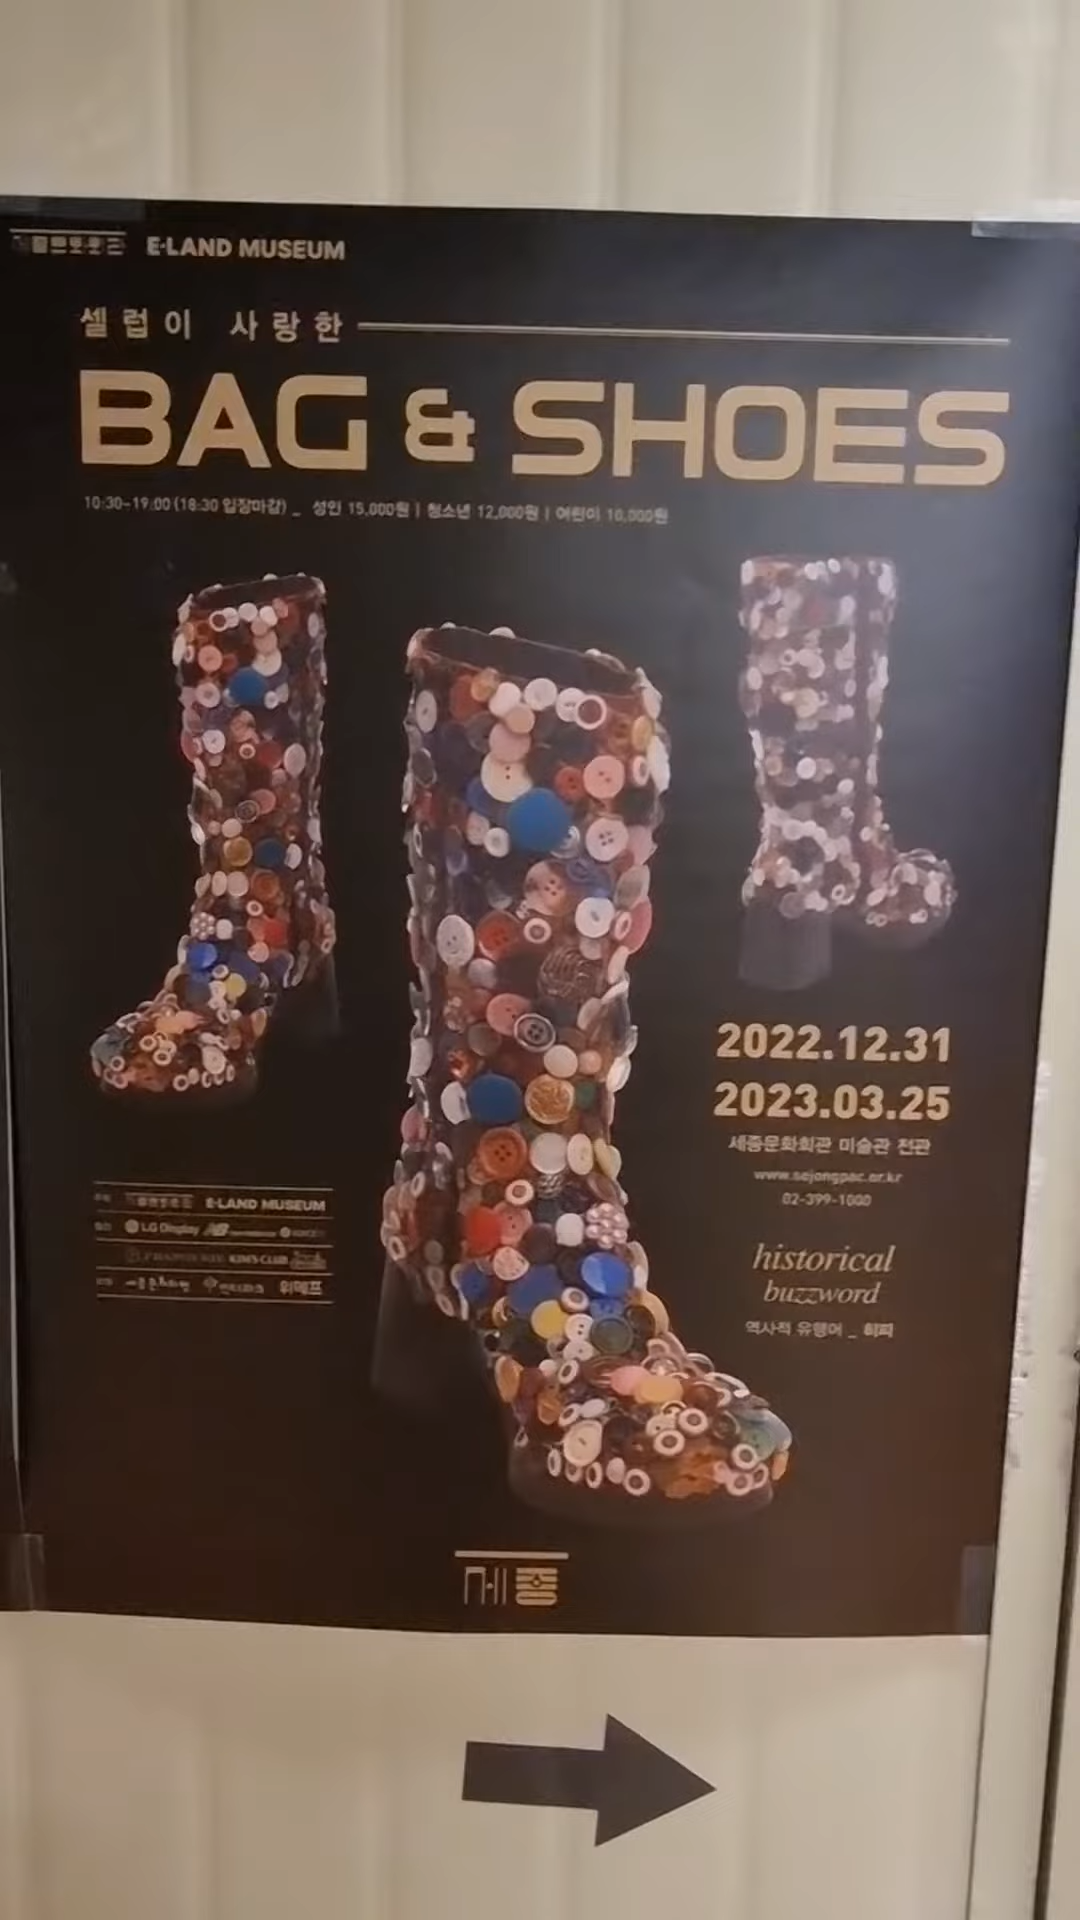 E·LAND MUSEUM
셀럽이 사랑한
BAG & SHOES
10:30-19:00 (18:30 입장마감) _ 성인 15,000원 | 청소년 12,000원 | 어린이 10,000원
2022.12.31
2023.03.25
세종문화회관 미술관 전관
www.sejongpac.or.kr
02-399-1000
E·LAND MUSEUM
LG Display
KIM'S CLUB
위메프
historical
buzzword
역사적 유행어 _ 히피
세종